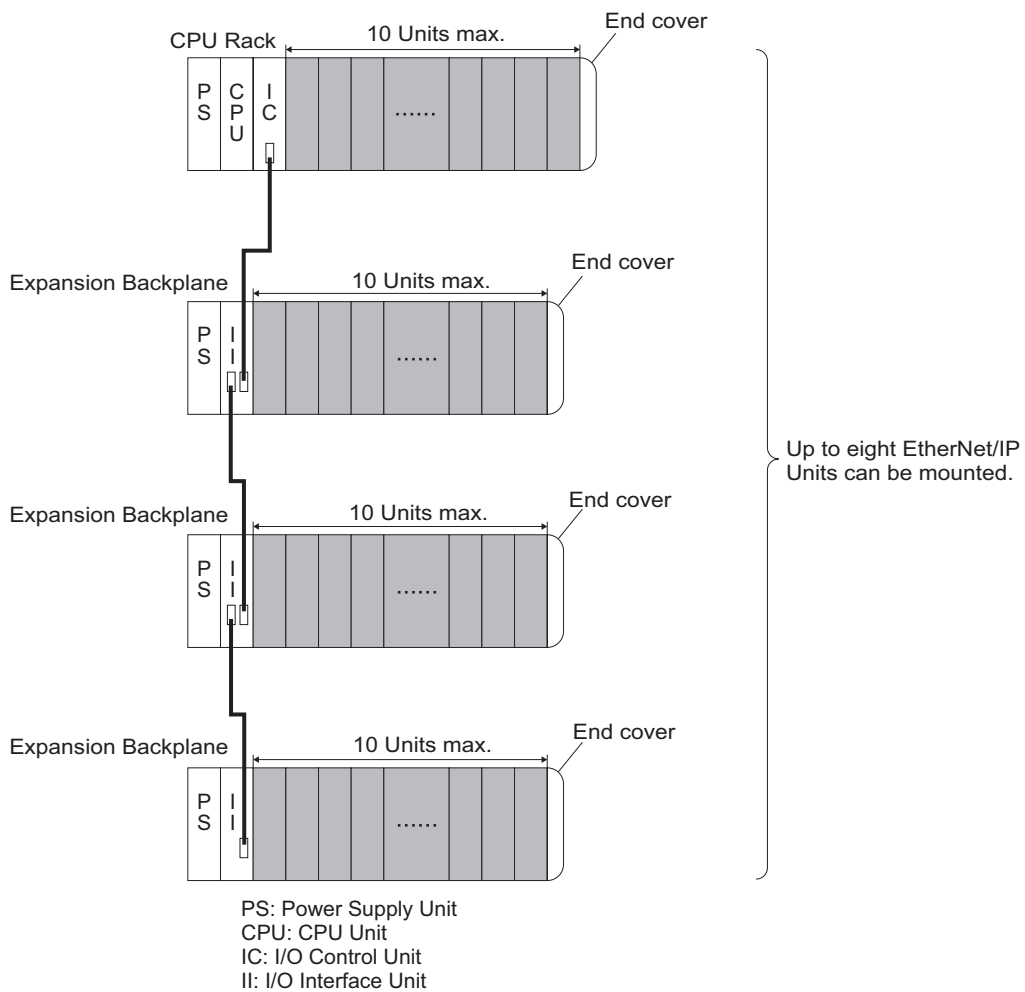 End cover
10 Units max.
CPU Rack
P
S
C
P
U
I
C
......
Expansion Backplane
10 Units max.
End cover
P
S
I
I
......
Up to eight EtherNet/IP
Units can be mounted.
Expansion Backplane
10 Units max.
End cover
P
S
I
I
......
Expansion Backplane
10 Units max.
End cover
P
S
I
I
......
PS: Power Supply Unit
CPU: CPU Unit
IC: I/O Control Unit
II: I/O Interface Unit